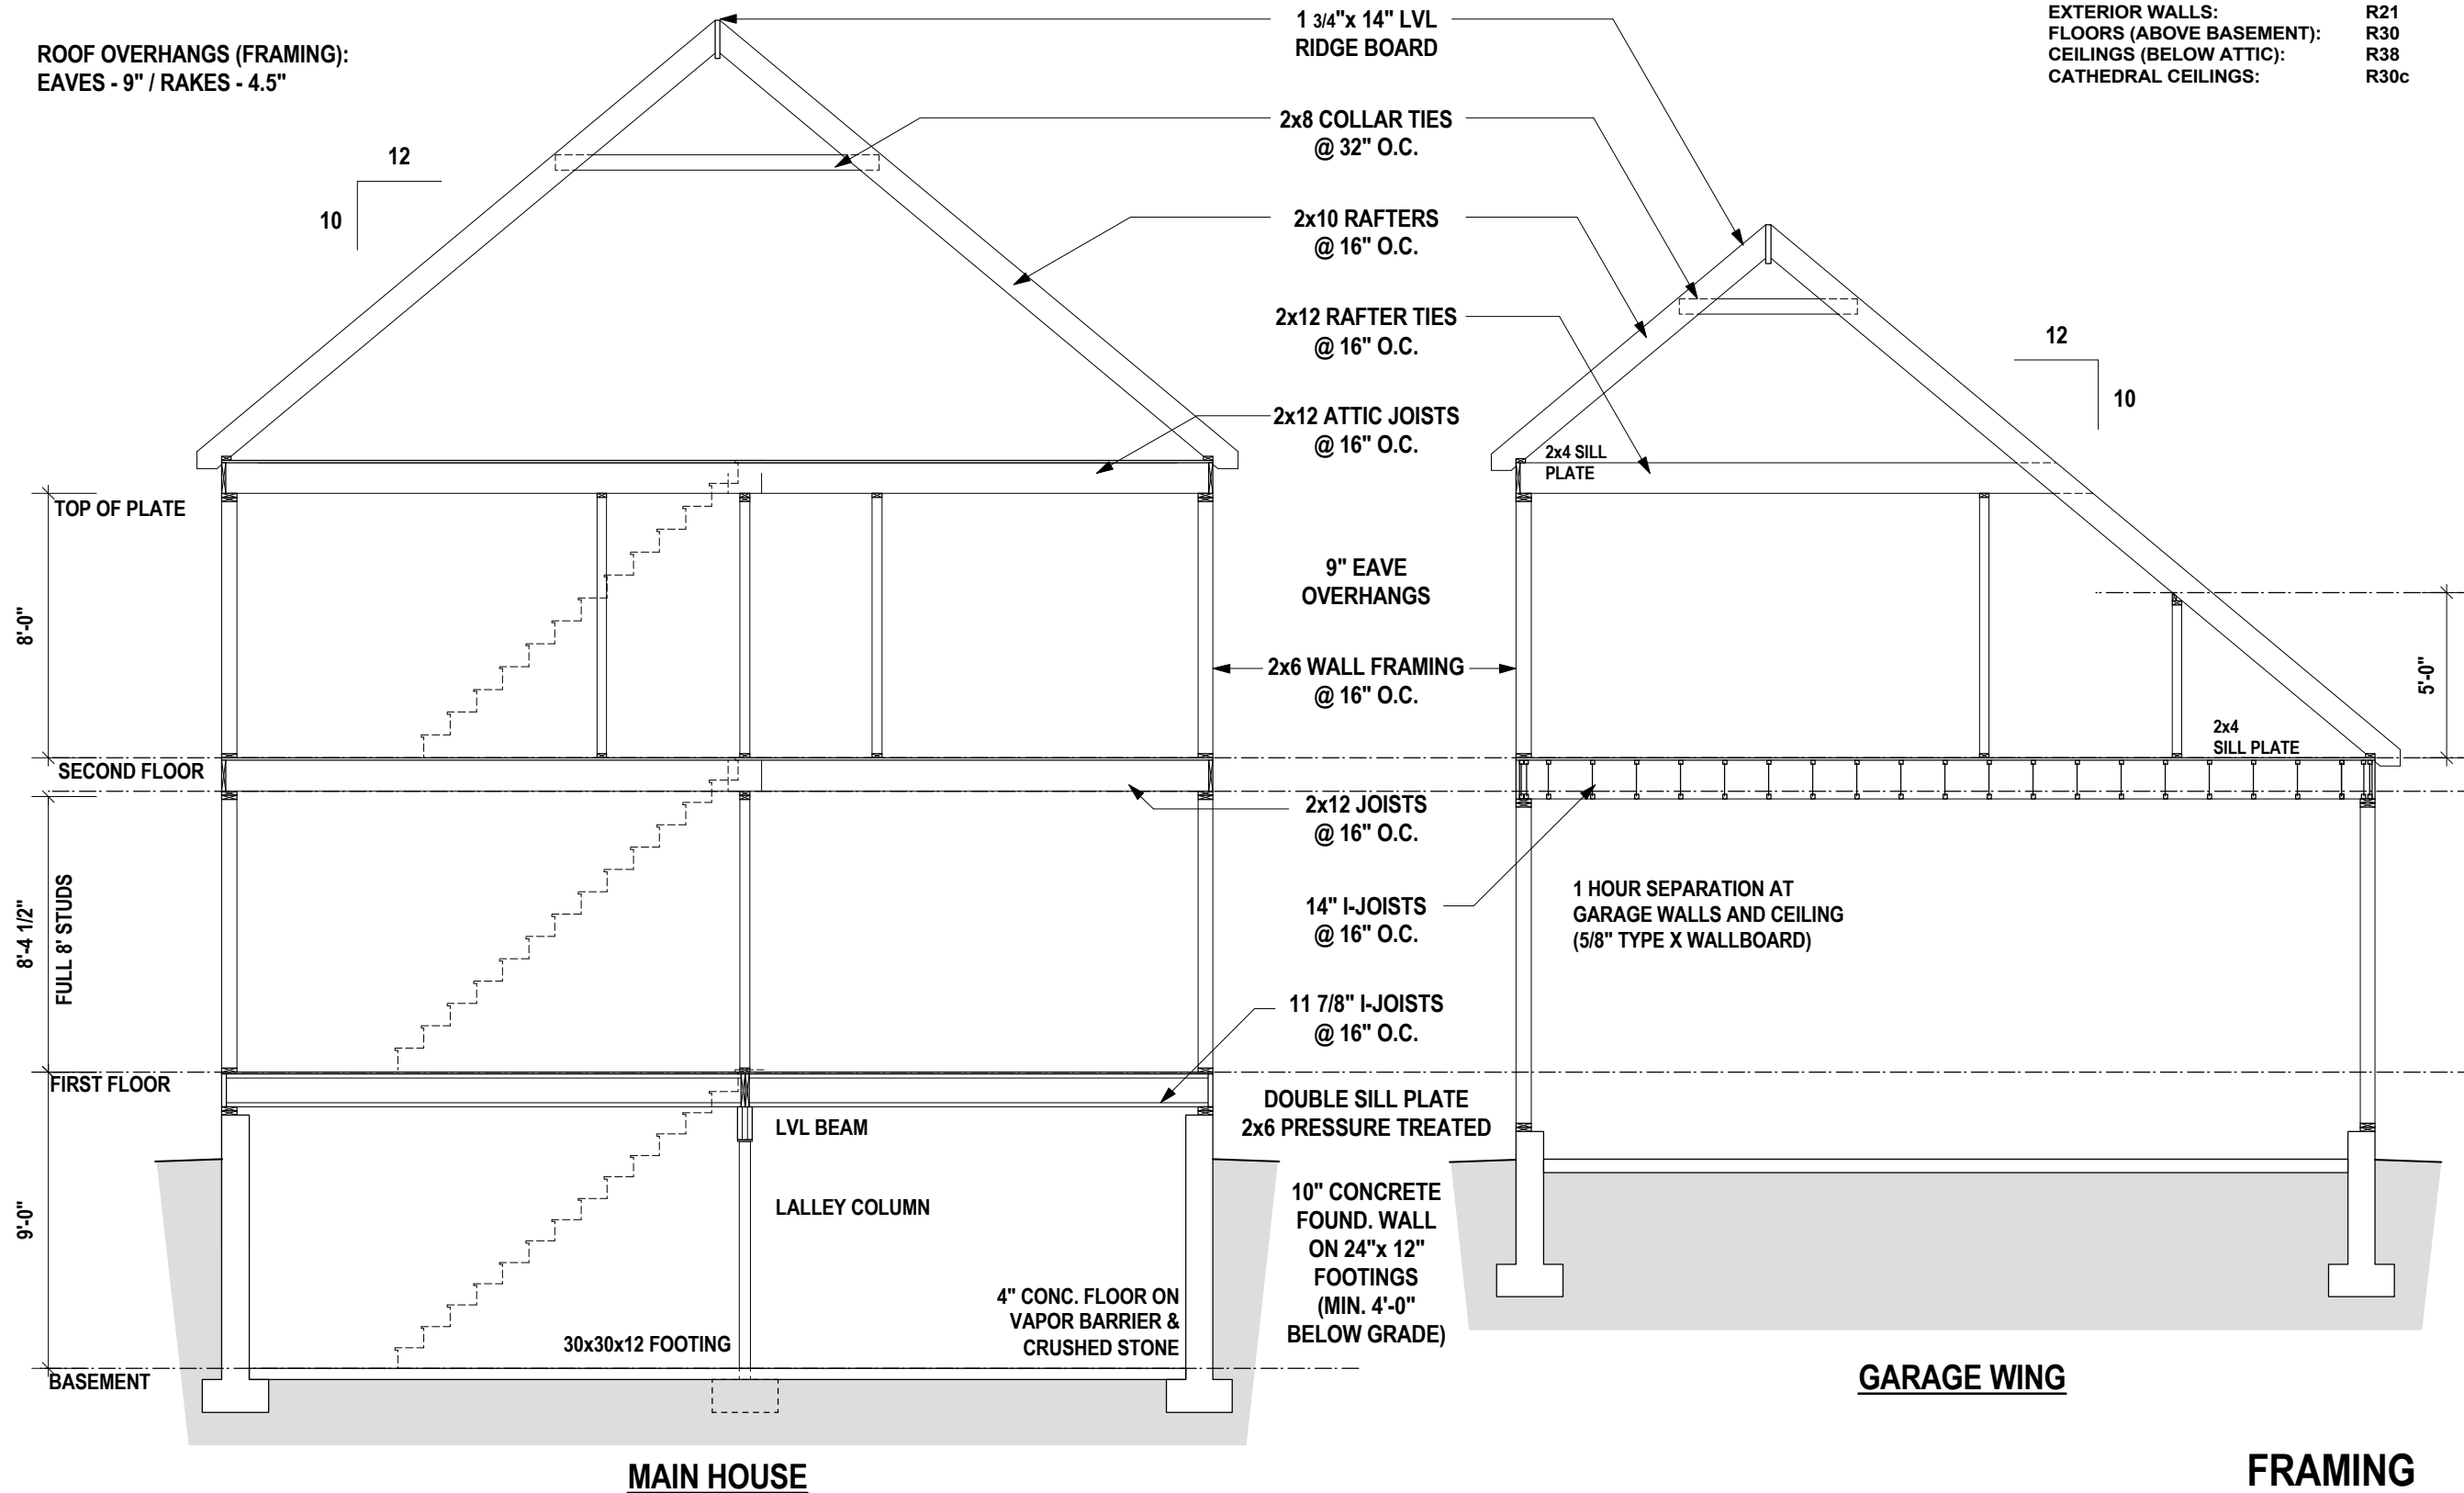 ROOF OVERHANGS (FRAMING):
EAVES - 9" / RAKES - 4.5"
1 3/4"x 14" LVL
RIDGE BOARD
EXTERIOR WALLS: R21
FLOORS (ABOVE BASEMENT): R30
CEILINGS (BELOW ATTIC): R38
CATHEDRAL CEILINGS: R30c
2x8 COLLAR TIES
@ 32" O.C.
12
10
2x10 RAFTERS
@ 16" O.C.
2x12 RAFTER TIES
@ 16" O.C.
12
10
2x12 ATTIC JOISTS
@ 16" O.C.
2x4 SILL
PLATE
TOP OF PLATE
8'-0"
9" EAVE
OVERHANGS
2x6 WALL FRAMING
@ 16" O.C.
5'-0"
2x4
SILL PLATE
SECOND FLOOR
2x12 JOISTS
@ 16" O.C.
8'-4 1/2"
FULL 8' STUDS
14" I-JOISTS
@ 16" O.C.
1 HOUR SEPARATION AT
GARAGE WALLS AND CEILING
(5/8" TYPE X WALLBOARD)
11 7/8" I-JOISTS
@ 16" O.C.
FIRST FLOOR
DOUBLE SILL PLATE
2x6 PRESSURE TREATED
LVL BEAM
LALLEY COLUMN
9'-0"
10" CONCRETE
FOUND. WALL
ON 24"x 12"
FOOTINGS
(MIN. 4'-0"
BELOW GRADE)
4" CONC. FLOOR ON
VAPOR BARRIER &
CRUSHED STONE
30x30x12 FOOTING
BASEMENT
GARAGE WING
MAIN HOUSE
FRAMING